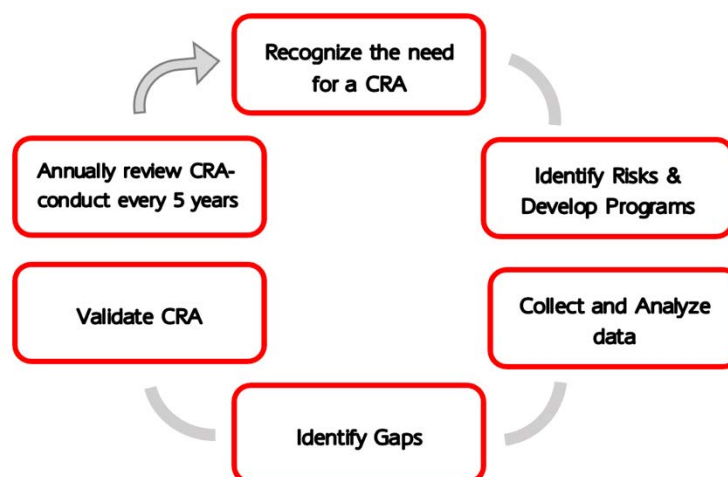 Recognize the need
for a CRA
Identify Risks &
Develop Programs
Collect and Analyze
data
Identify Gaps
Validate CRA
Annually review CRA-
conduct every 5 years